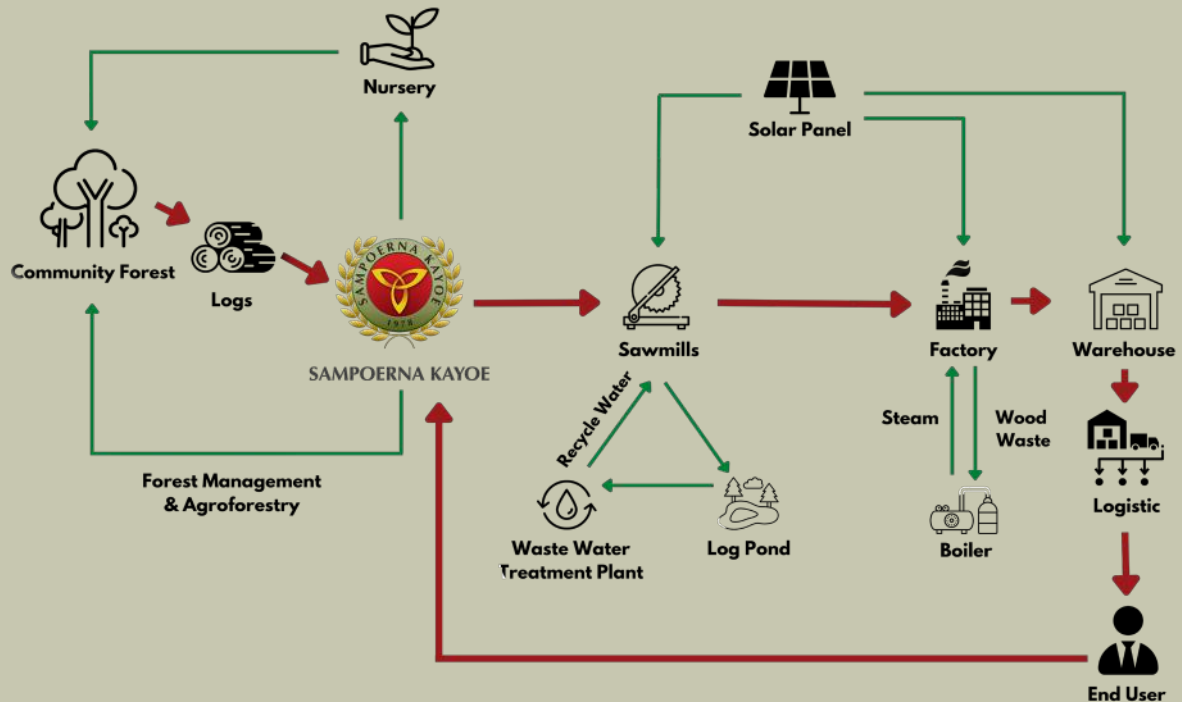 Nursery
Solar Panel
Community Forest
Logs
SAMPOERNA KAYOE
1978
SAMPOERNA KAYOE
Sawmills
Factory
Warehouse
Recycle Water
Steam
Wood
Waste
Forest Management
& Agroforestry
Logistic
Waste Water
Treatment Plant
Log Pond
Boiler
End User